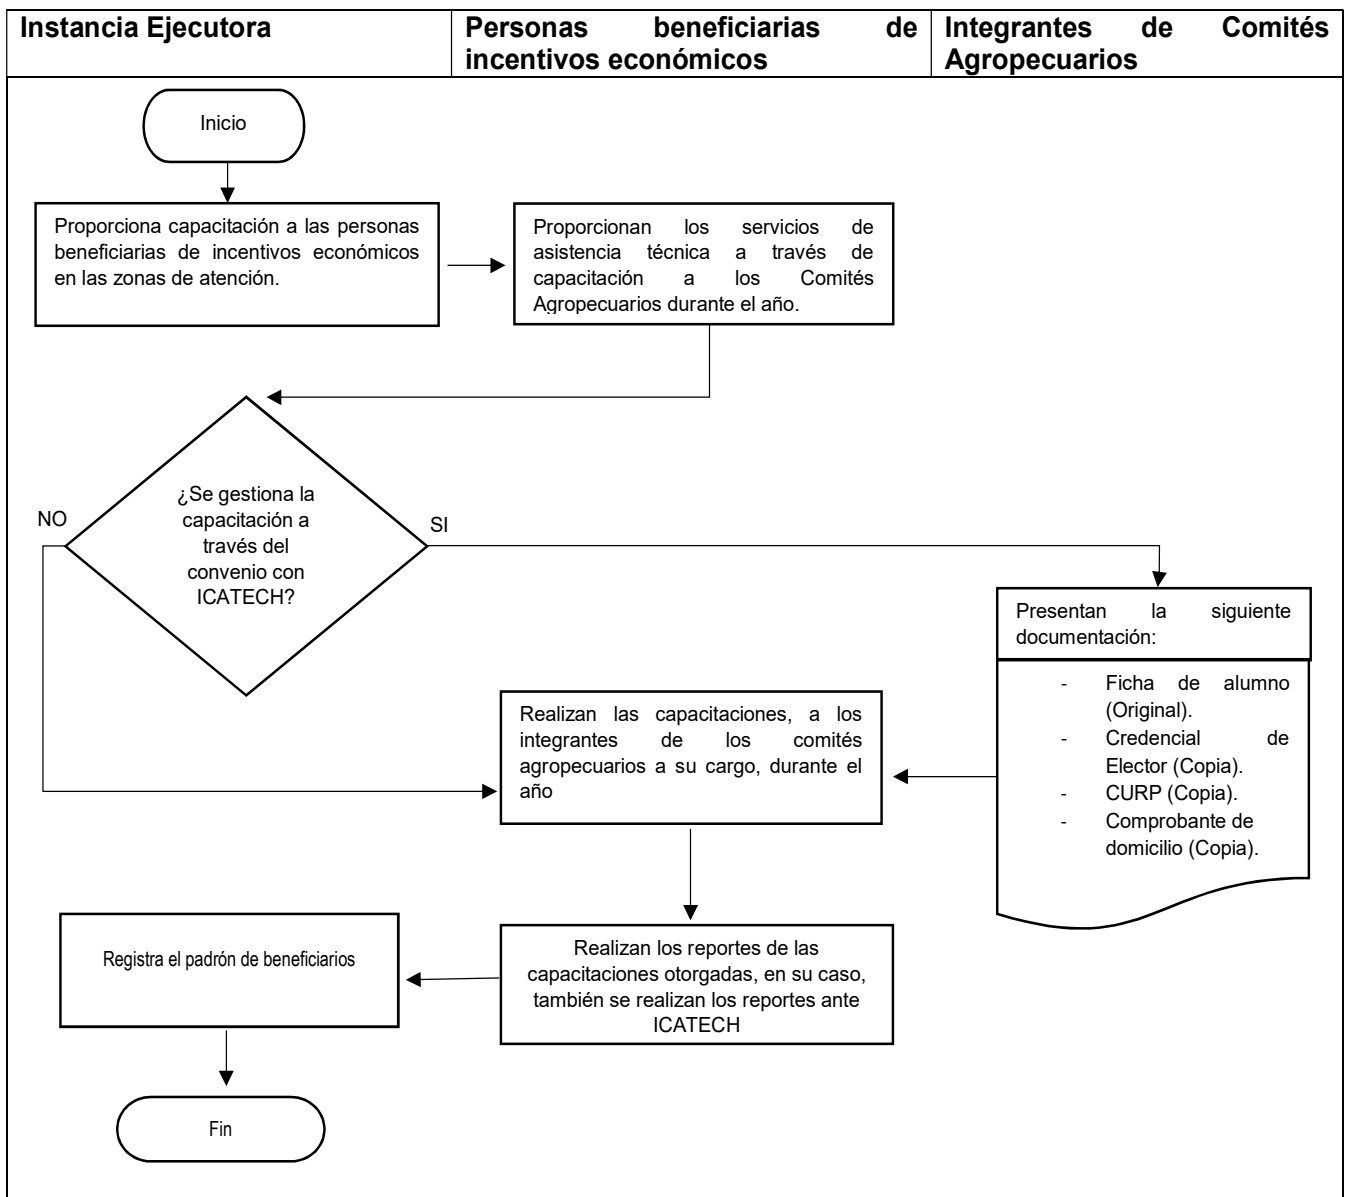 Instancia Ejecutora
Personas beneficiarias de
incentivos económicos
Integrantes de Comités
Agropecuarios
Inicio
Proporciona capacitación a las personas
beneficiarias de incentivos económicos
en las zonas de atención.
Proporcionan los servicios de
asistencia técnica a través de
capacitación a los Comités
Agropecuarios durante el año.
¿Se gestiona la
capacitación a
través del
convenio con
ICATECH?
NO
SI
Presentan la siguiente
documentación:
- Ficha de alumno
(Original).
- Credencial de
Elector (Copia).
- CURP (Copia).
- Comprobante de
domicilio (Copia).
Realizan las capacitaciones, a los
integrantes de los comités
agropecuarios a su cargo, durante el
año
Realizan los reportes de las
capacitaciones otorgadas, en su caso,
también se realizan los reportes ante
ICATECH
Registra el padrón de beneficiarios
Fin